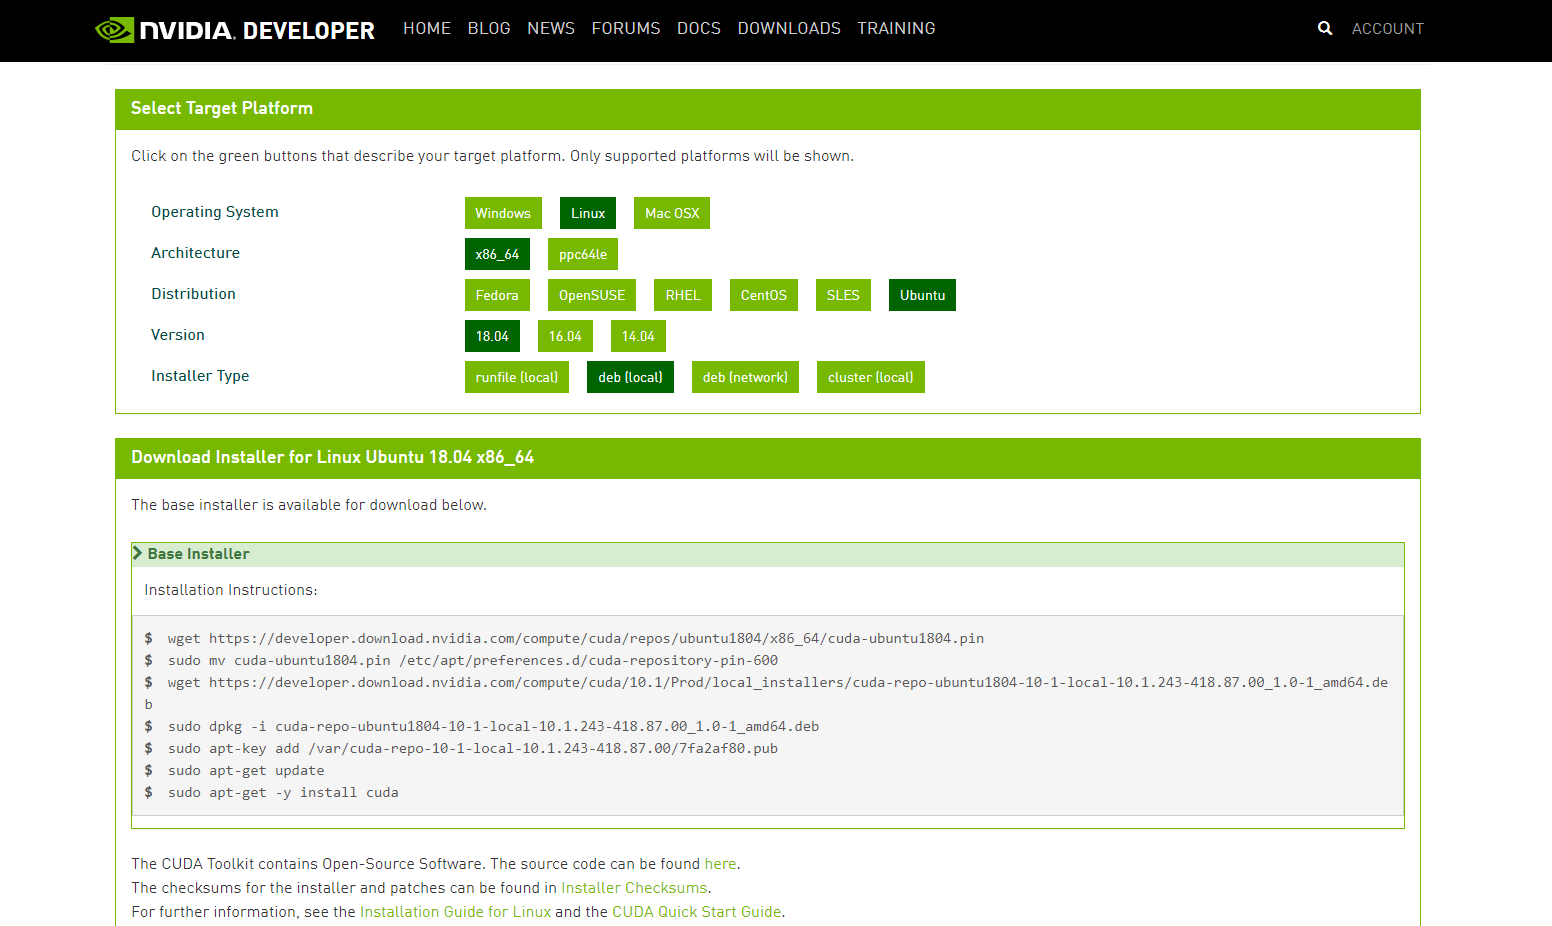 NVIDIA. DEVELOPER HOME BLOG NEWS FORUMS DOCS DOWNLOADS TRAINING ACCOUNT
Select Target Platform
Click on the green buttons that describe your target platform. Only supported platforms will be shown.
Operating System Windows Linux Mac OSX
Architecture x86_64 ppc64le
Distribution Fedora OpenSUSE RHEL CentOS SLES Ubuntu
Version 18.04 16.04 14.04
Installer Type runfile (local) deb (local) deb (network) cluster (local)
Download Installer for Linux Ubuntu 18.04 x86_64
The base installer is available for download below.
Base Installer
Installation Instructions:
$ wget https://developer.download.nvidia.com/compute/cuda/repos/ubuntu1804/x86_64/cuda-ubuntu1804.pin
$ sudo mv cuda-ubuntu1804.pin /etc/apt/preferences.d/cuda-repository-pin-600
$ wget https://developer.download.nvidia.com/compute/cuda/10.1/Prod/local_installers/cuda-repo-ubuntu1804-10-1-local-10.1.243-418.87.00_1.0-1_amd64.de
b
$ sudo dpkg -i cuda-repo-ubuntu1804-10-1-local-10.1.243-418.87.00_1.0-1_amd64.deb
$ sudo apt-key add /var/cuda-repo-10-1-local-10.1.243-418.87.00/7fa2af80.pub
$ sudo apt-get update
$ sudo apt-get -y install cuda
The CUDA Toolkit contains Open-Source Software. The source code can be found here.
The checksums for the installer and patches can be found in Installer Checksums.
For further information, see the Installation Guide for Linux and the CUDA Quick Start Guide.